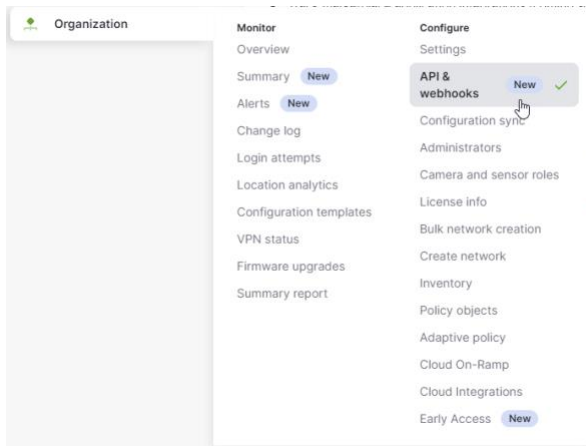 Organization
Monitor
Overview
Summary New
Alerts New
Change log
Login attempts
Location analytics
Configuration templates
VPN status
Firmware upgrades
Summary report
Configure
Settings
API &
webhooks New
Configuration sync
Administrators
Camera and sensor roles
License info
Bulk network creation
Create network
Inventory
Policy objects
Adaptive policy
Cloud On-Ramp
Cloud Integrations
Early Access New